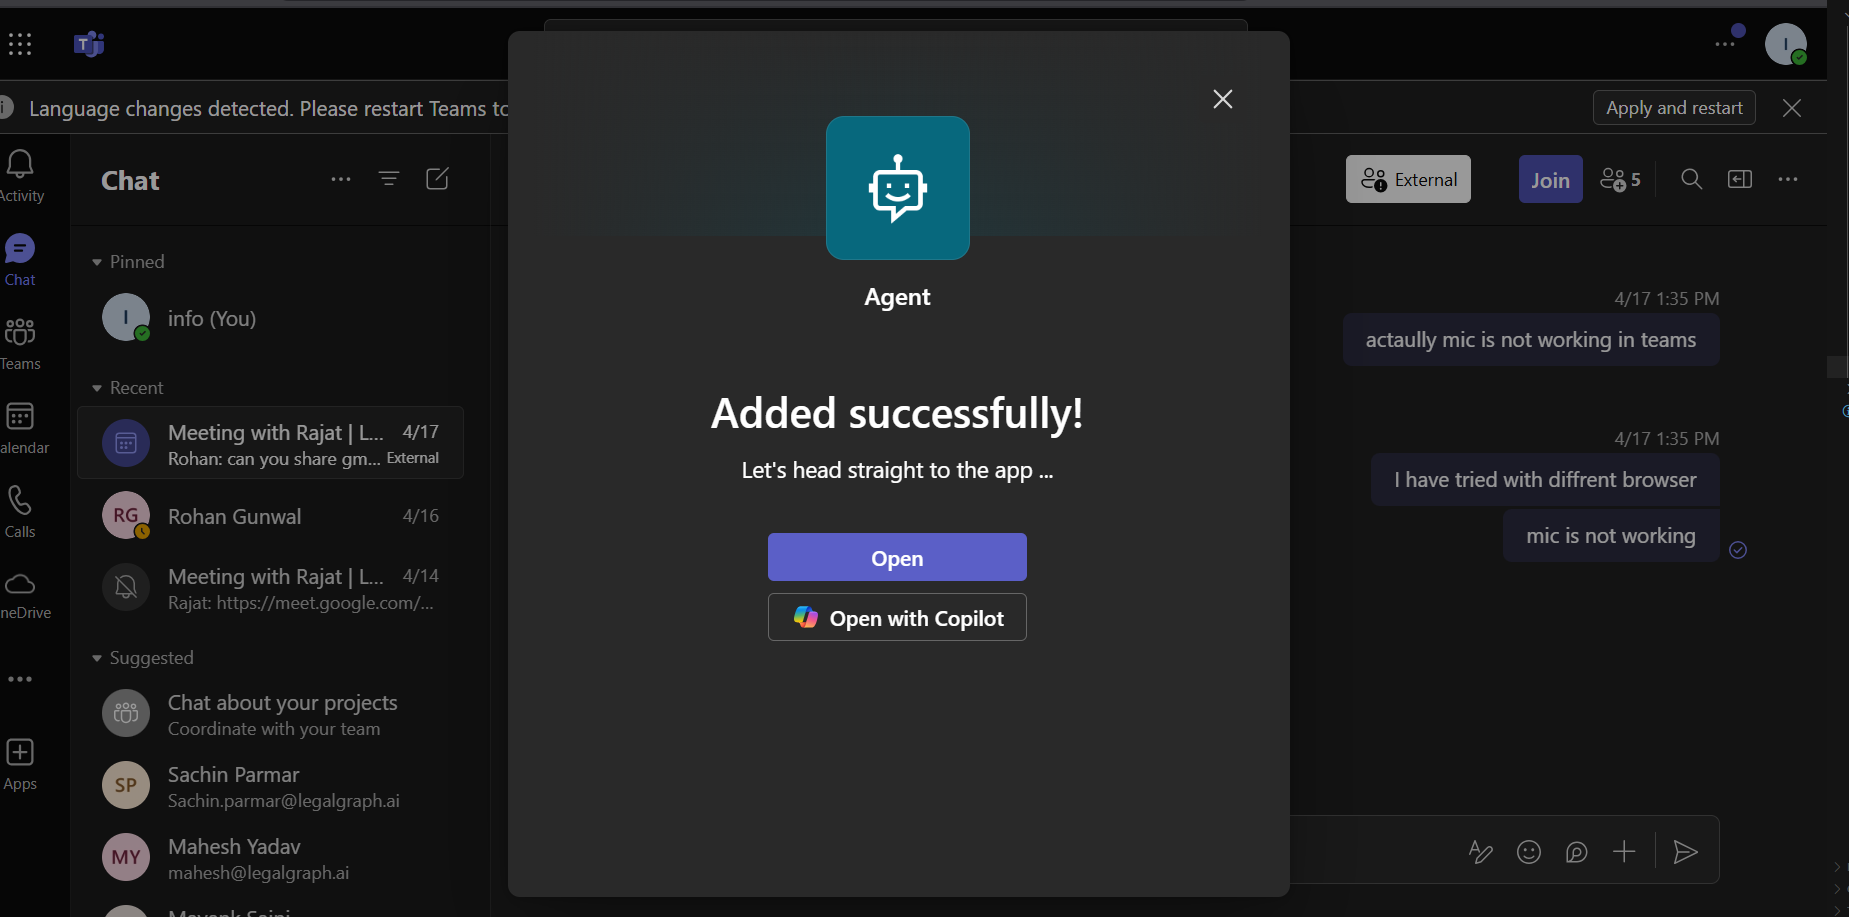 T
I
Language changes detected. Please restart Teams to
Apply and restart
Activity
Chat
Teams
alendar
Calls
neDrive
Apps
Chat
Pinned
I
info (You)
Recent
Meeting with Rajat | L... 4/17
Rohan: can you share gm... External
RG
Rohan Gunwal 4/16
Meeting with Rajat | L... 4/14
Rajat: https://meet.google.com/...
Suggested
Chat about your projects
Coordinate with your team
SP
Sachin Parmar
Sachin.parmar@legalgraph.ai
MY
Mahesh Yadav
mahesh@legalgraph.ai
Agent
Added successfully!
Let's head straight to the app ...
Open
Open with Copilot
External
Join
5
4/17 1:35 PM
actaully mic is not working in teams
4/17 1:35 PM
I have tried with diffrent browser
mic is not working